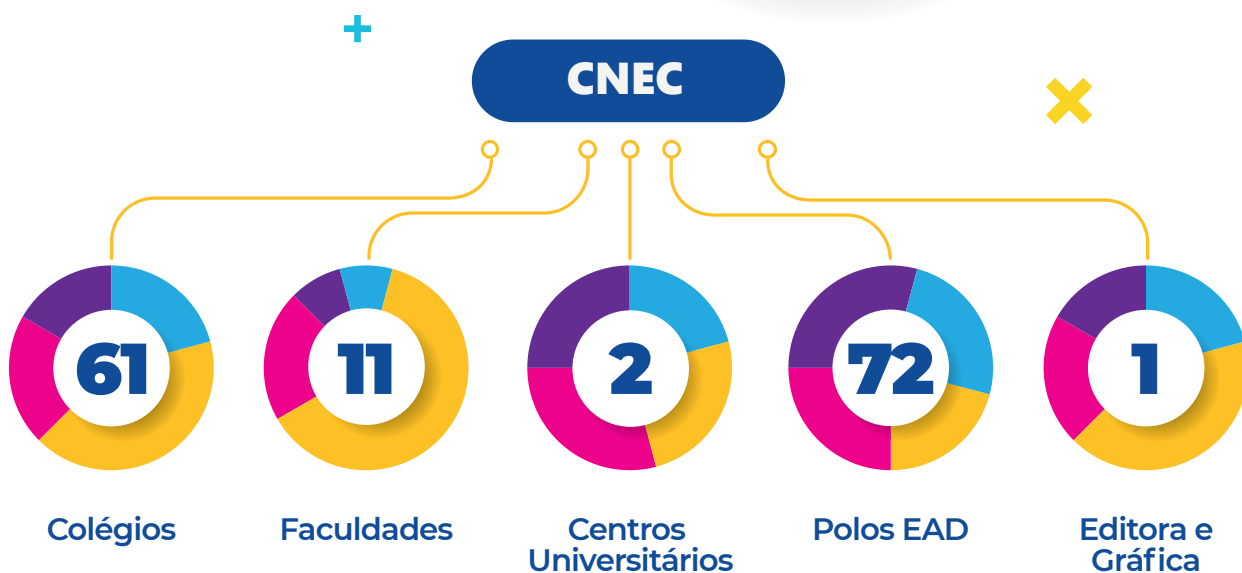 CNEC
61
11
2
72
1
Colégios
Faculdades
Centros
Universitários
Polos EAD
Editora e
Gráfica